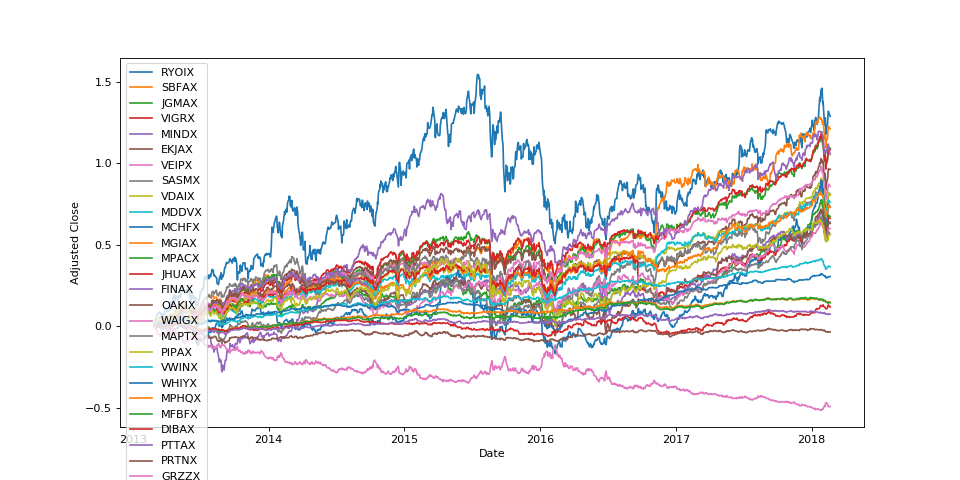 1.5
1.0
0.5
0.0
−0.5
Adjusted Close
RYOIX
SBFAX
JGMAX
VIGRX
MINDX
EKJAX
VEIPX
SASMX
VDAIX
MDDVX
MCHFX
MGIAX
MPACX
JHUAX
FINAX
OAKIX
WAIGX
MAPTX
PIPAX
VWINX
WHIYX
MPHQX
MFBFX
DIBAX
PTTAX
PRTNX
GRZZX
2013
2014
2015
2016
2017
2018
Date